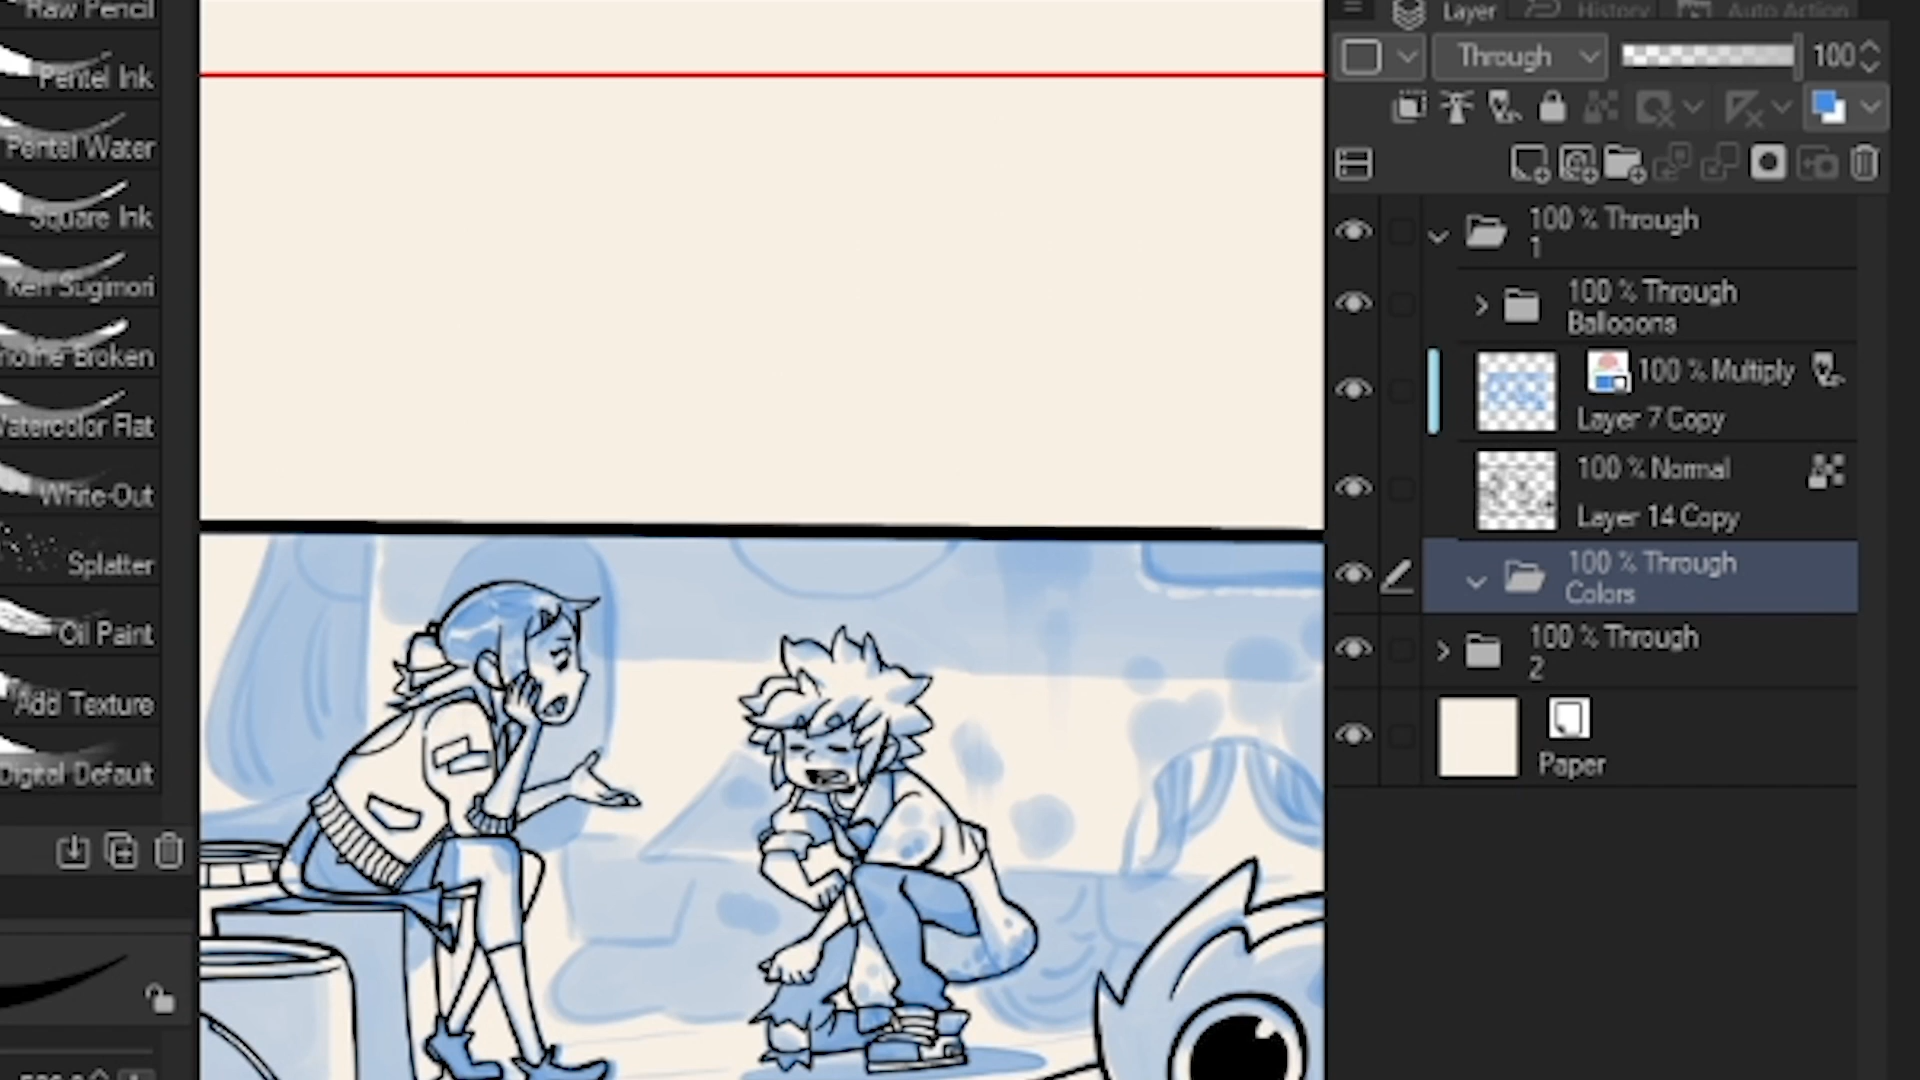 Raw Pencil
Pentel Ink
Pentel Water
Square Ink
Ken Sugimori
Broken
Watercolor Flat
White-Out
Splatter
Oil Paint
Add Texture
Digital Default
Layer
History
Auto Action
Through
100
100 % Through
1
100 % Through
Ballooons
100 % Multiply
Layer 7 Copy
100 % Normal
Layer 14 Copy
100 % Through
Colors
100 % Through
2
Paper